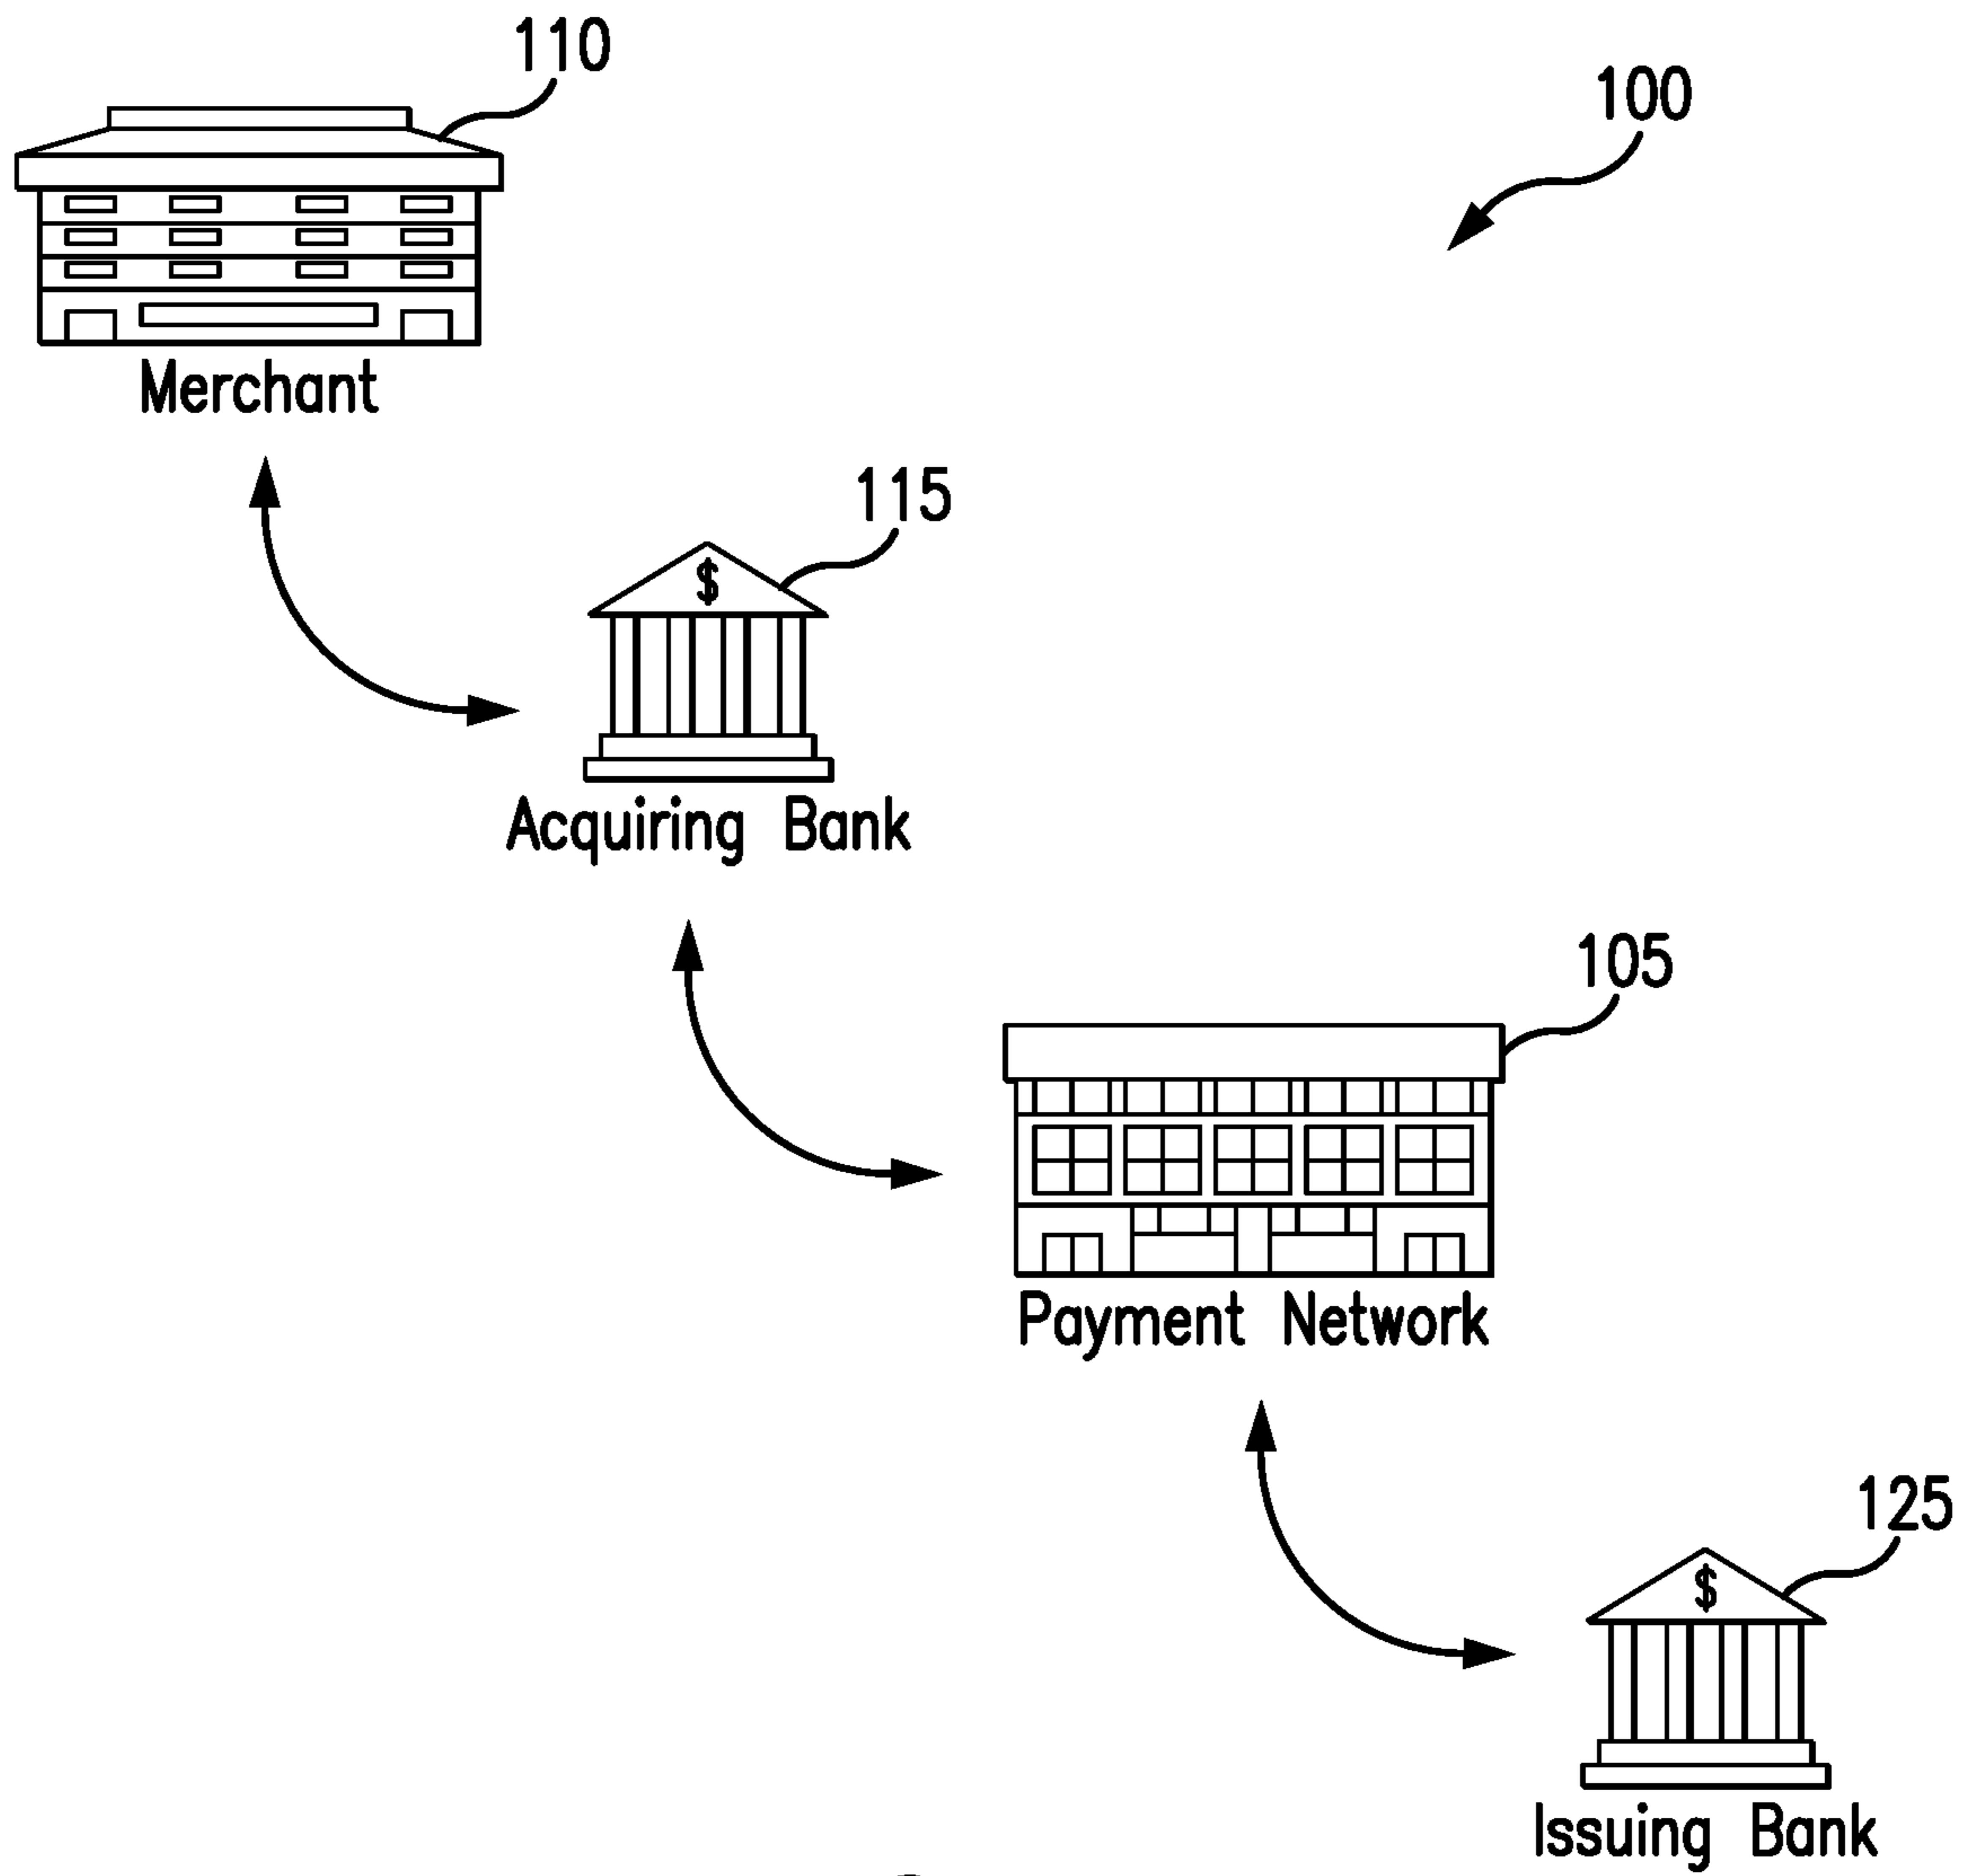 110
100
Merchant
115
$
Acquiring Bank
105
Payment Network
125
$
Issuing Bank